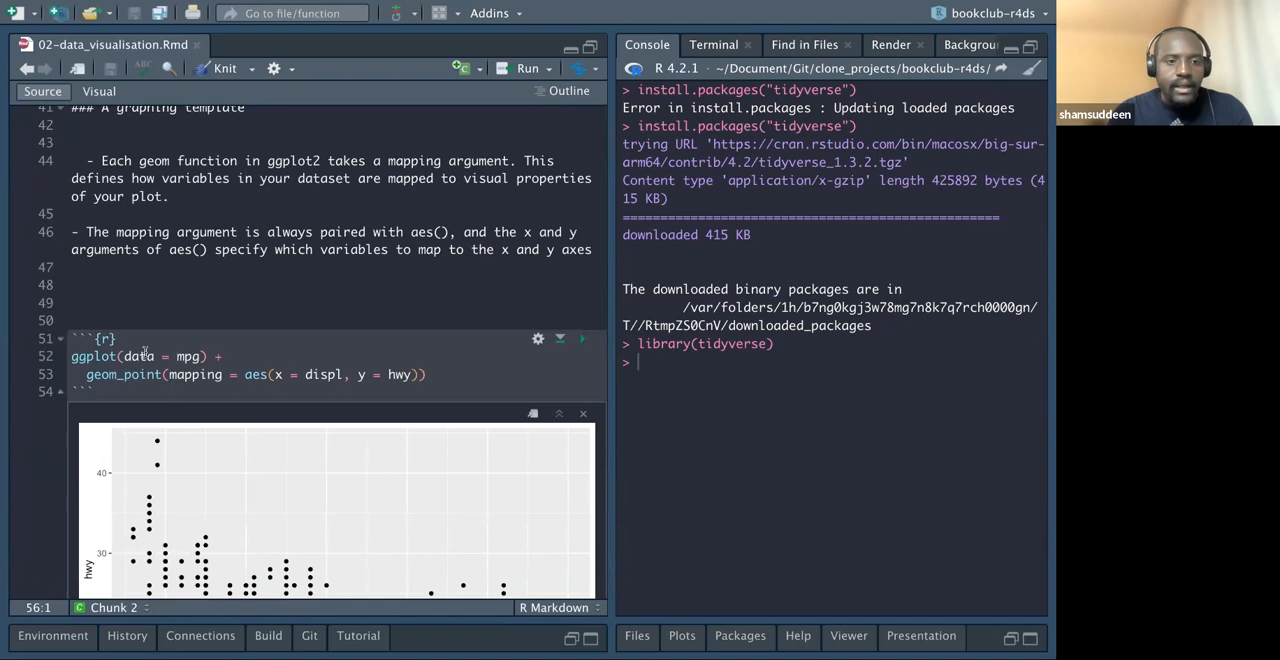 Go to file/function
Addins
bookclub-r4ds
02-data_visualisation.Rmd
Console
Terminal
Find in Files
Render
Backgrou
Knit
Run
R 4.2.1 · ~/Document/Git/clone_projects/bookclub-r4ds/
Source
Visual
Outline
41 ### A graphing template
42
43
44 - Each geom function in ggplot2 takes a mapping argument. This
defines how variables in your dataset are mapped to visual properties
of your plot.
45
46 - The mapping argument is always paired with aes(), and the x and y
arguments of aes() specify which variables to map to the x and y axes
47
48
49
50
51 ```{r}
52 ggplot(data = mpg) +
53 geom_point(mapping = aes(x = displ, y = hwy))
54 ```
40
30
hwy
56:1
Chunk 2
R Markdown
Environment
History
Connections
Build
Git
Tutorial
> install.packages("tidyverse")
Error in install.packages : Updating loaded packages
> install.packages("tidyverse")
trying URL 'https://cran.rstudio.com/bin/macosx/big-sur-
arm64/contrib/4.2/tidyverse_1.3.2.tgz'
Content type 'application/x-gzip' length 425892 bytes (4
15 KB)
==================================================
downloaded 415 KB
The downloaded binary packages are in
/var/folders/1h/b7ng0kgj3w78mg7n8k7q7rch0000gn/
T//RtmpZS0CnV/downloaded_packages
> library(tidyverse)
>
Files
Plots
Packages
Help
Viewer
Presentation
shamsuddeen